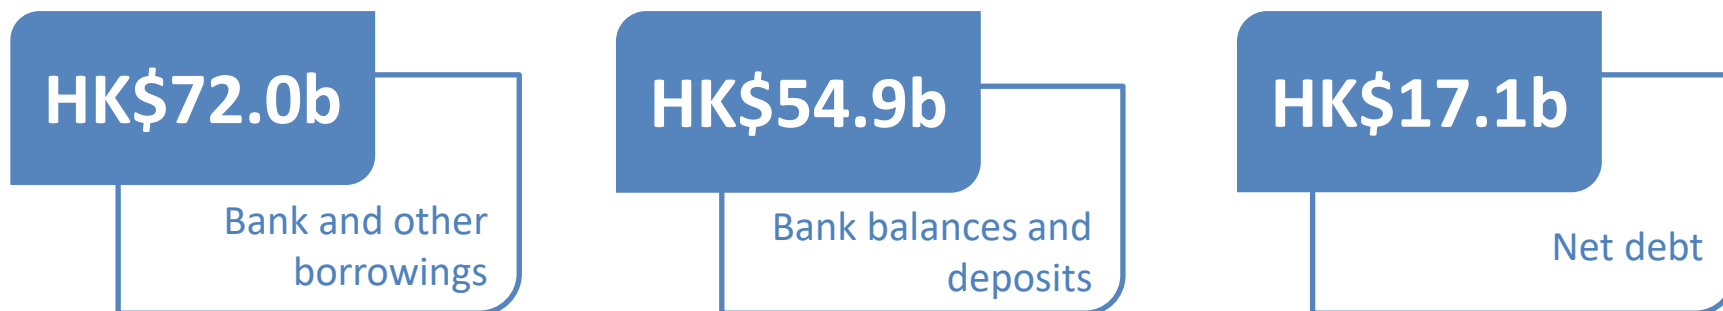 HK$72.0b
Bank and other
borrowings
HK$54.9b
Bank balances and
deposits
HK$17.1b
Net debt